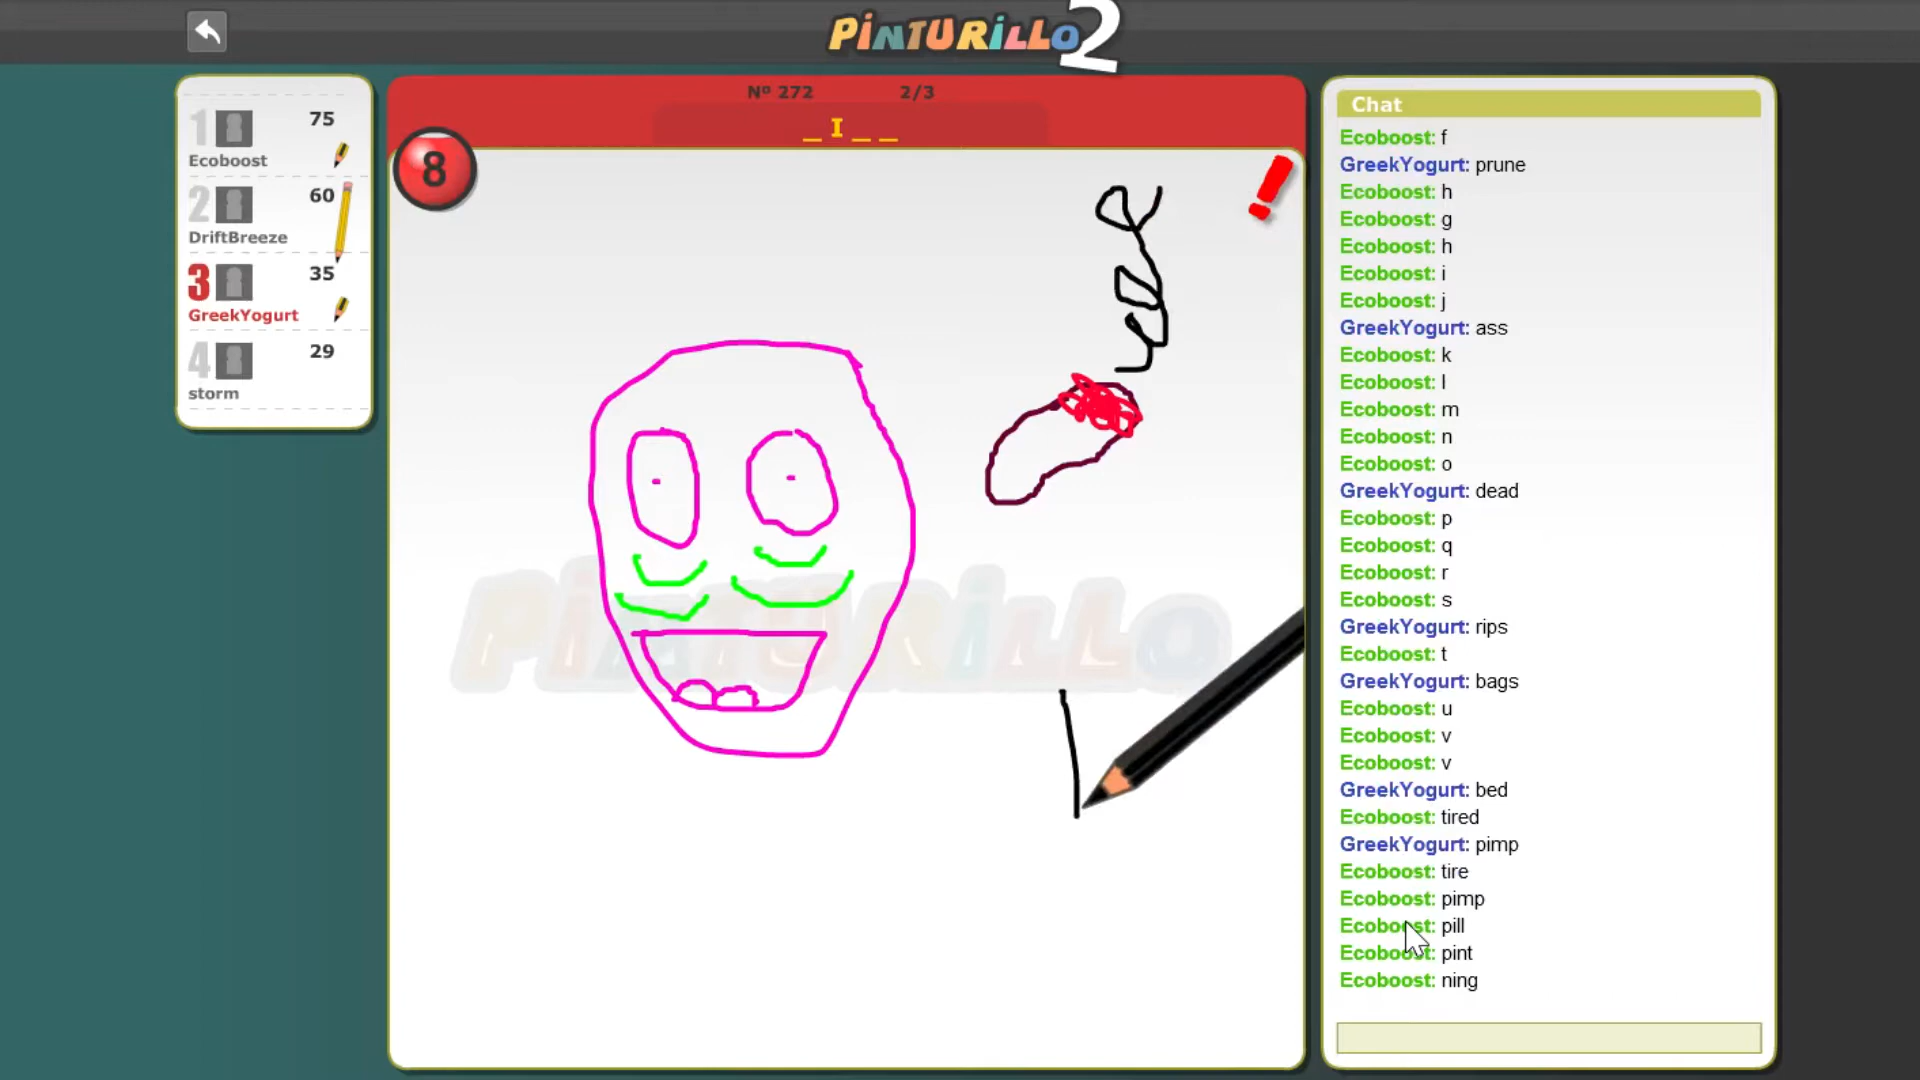 PINTURILLO 2
Nº 272 2/3
_ I _ _
8
1 75
Ecoboost
2 60
DriftBreeze
3 35
GreekYogurt
4 29
storm
PINTURILLO
Chat
Ecoboost: f
GreekYogurt: prune
Ecoboost: h
Ecoboost: g
Ecoboost: h
Ecoboost: i
Ecoboost: j
GreekYogurt: ass
Ecoboost: k
Ecoboost: l
Ecoboost: m
Ecoboost: n
Ecoboost: o
GreekYogurt: dead
Ecoboost: p
Ecoboost: q
Ecoboost: r
Ecoboost: s
GreekYogurt: rips
Ecoboost: t
GreekYogurt: bags
Ecoboost: u
Ecoboost: v
Ecoboost: v
GreekYogurt: bed
Ecoboost: tired
GreekYogurt: pimp
Ecoboost: tire
Ecoboost: pimp
Ecoboost: pill
Ecoboost: pint
Ecoboost: ning